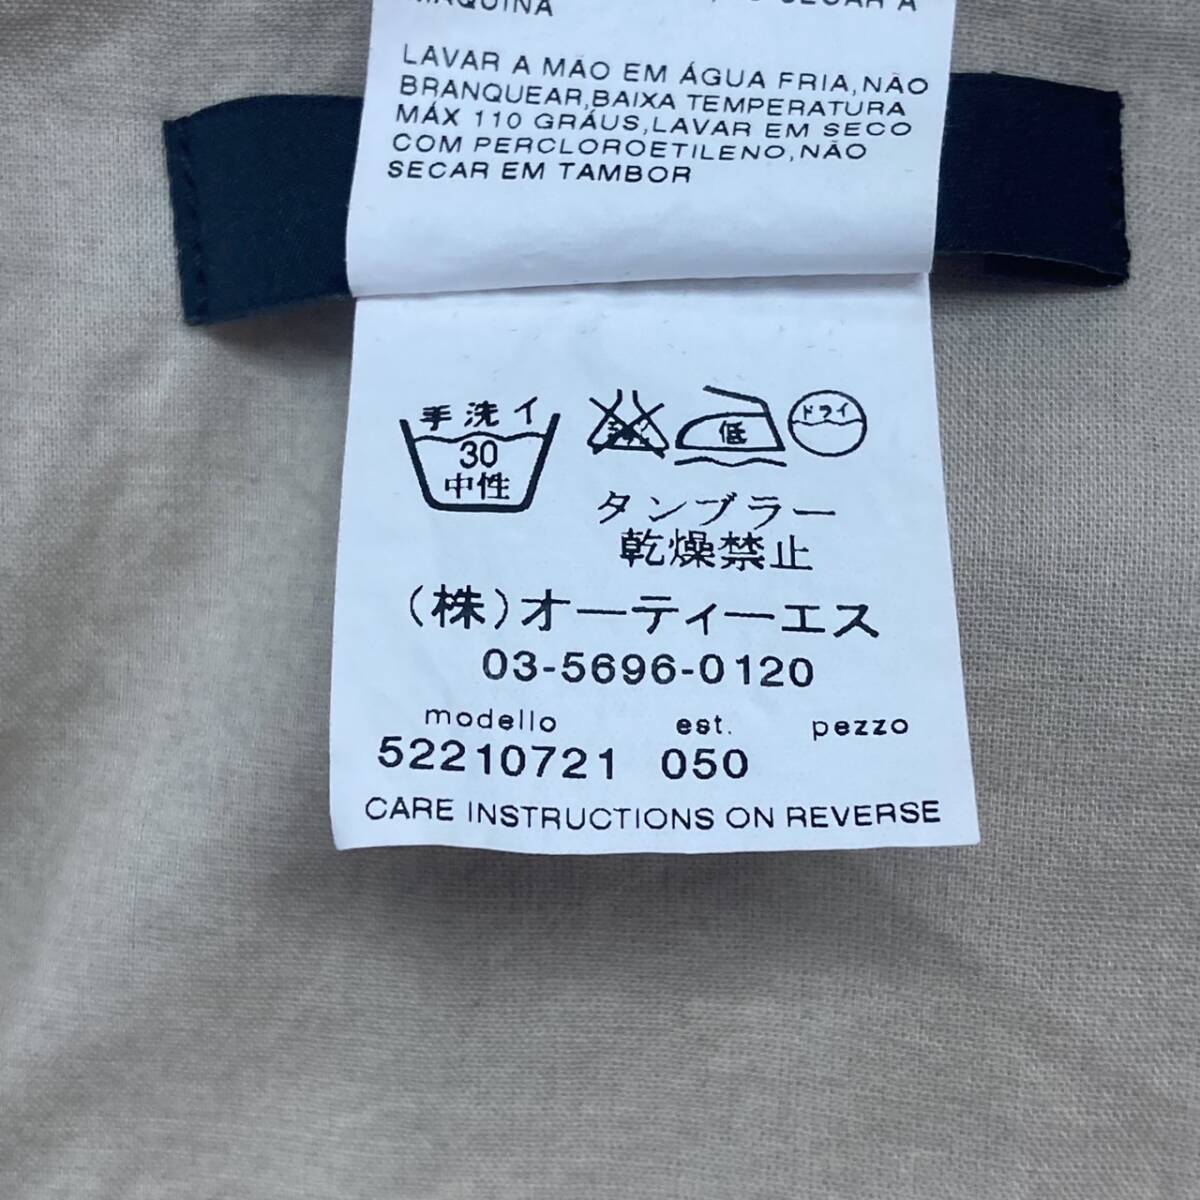 MÁQUINA
SECAR A
LAVAR A MÃO EM ÁGUA FRIA,NÃO
BRANQUEAR,BAIXA TEMPERATURA
MÁX 110 GRÁUS,LAVAR EM SECO
COM PERCLOROETILENO,NÃO
SECAR EM TAMBOR
手洗イ
30
中性
低
ドライ
タンブラー
乾燥禁止
(株)オーティーエス
03-5696-0120
modello est. pezzo
52210721 050
CARE INSTRUCTIONS ON REVERSE